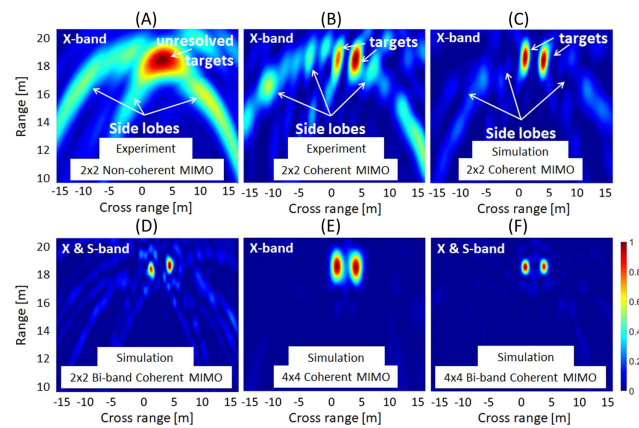 (A)
(B)
(C)
X-band
unresolved
targets
Side lobes
Experiment
2x2 Non-coherent MIMO
X-band
targets
Side lobes
Experiment
2x2 Coherent MIMO
X-band
targets
Side lobes
Simulation
2x2 Coherent MIMO
Range [m]
20
18
16
14
12
10
-15 -10 -5 0 5 10 15
-15 -10 -5 0 5 10 15
-15 -10 -5 0 5 10 15
Cross range [m]
Cross range [m]
Cross range [m]
(D)
(E)
(F)
X & S-band
Simulation
2x2 Bi-band Coherent MIMO
X-band
Simulation
4x4 Coherent MIMO
X & S-band
Simulation
4x4 Bi-band Coherent MIMO
Range [m]
20
18
16
14
12
10
-15 -10 -5 0 5 10 15
-15 -10 -5 0 5 10 15
-15 -10 -5 0 5 10 15
Cross range [m]
Cross range [m]
Cross range [m]
1
0.8
0.6
0.4
0.2
0